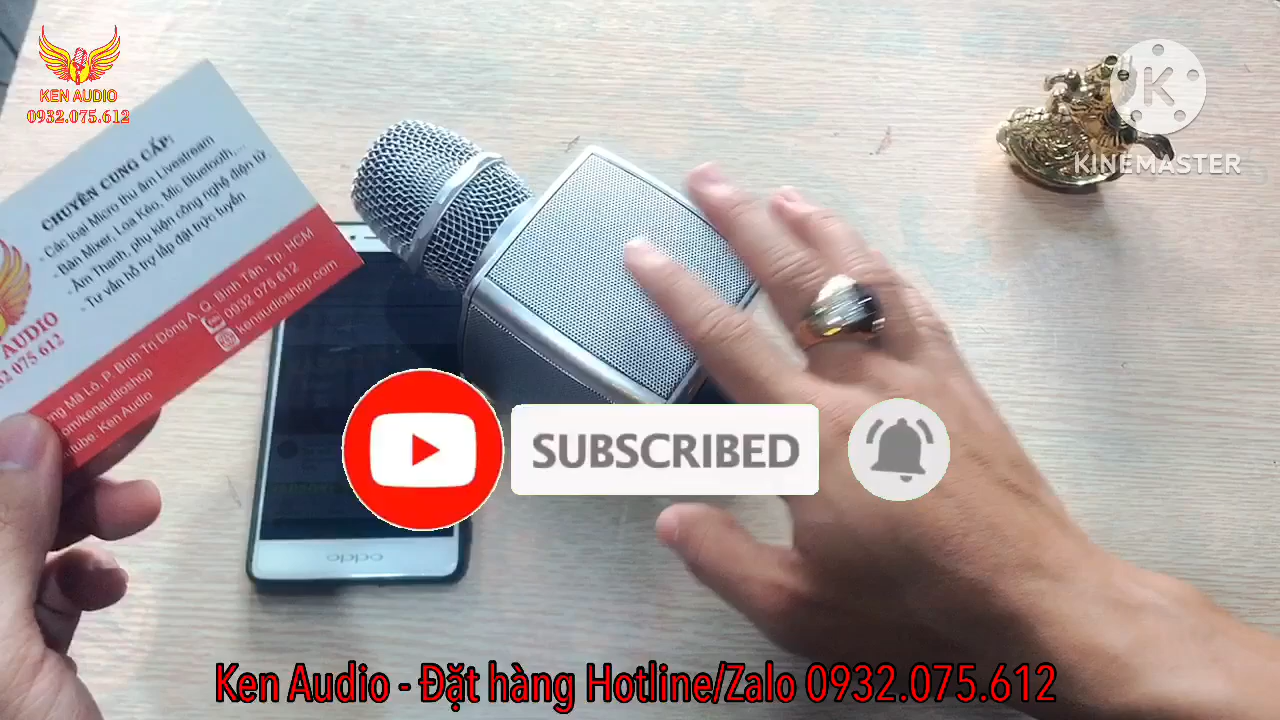 KEN AUDIO
0932.075.612
KINEMASTER
CHUYÊN CUNG CẤP:
- Các loại Micro thu âm Livestream
- Bàn Mixer, Loa Kéo, Mic Bluetooth,...
- Âm Thanh, phụ kiện công nghệ điện tử
- Tư vấn hỗ trợ lắp đặt trực tuyến
AUDIO
075 612
Mã Lò, P. Bình Trị Đông A, Q. Bình Tân, Tp. HCM
0932 075 612
.com/kenaudioshop
kenaudioshop.com
Ken Audio
oppo
SUBSCRIBED
Ken Audio - Đặt hàng Hotline/Zalo 0932.075.612